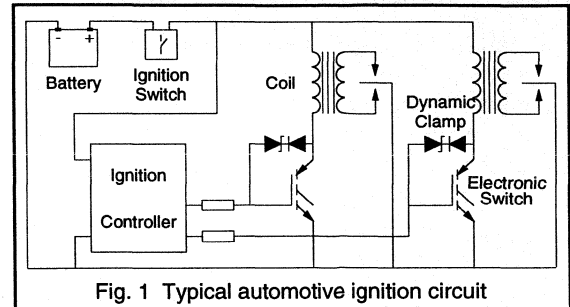 - +
Battery
Ignition
Switch
Coil
Dynamic
Clamp
Ignition
Controller
Electronic
Switch
Fig. 1 Typical automotive ignition circuit